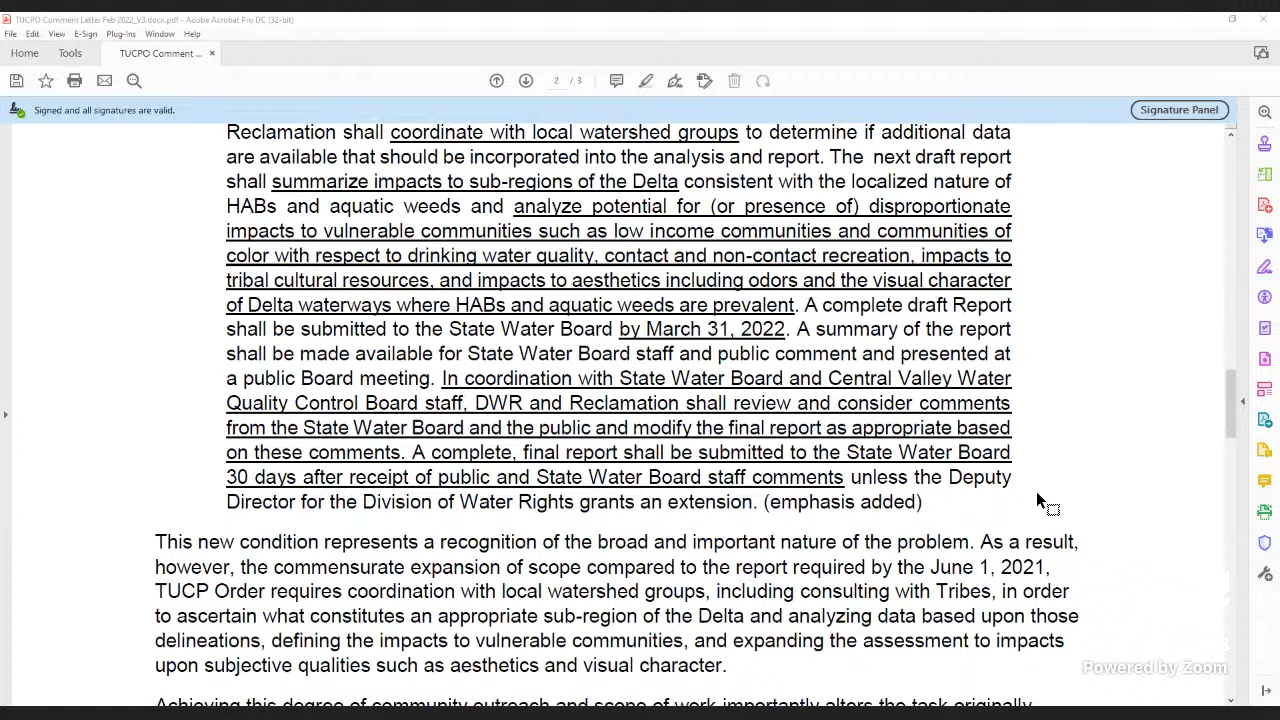 TUCPO Comment Letter Feb 2022_V3.docx.pdf - Adobe Acrobat Pro DC (32-bit)
File Edit View E-Sign Plug-Ins Window Help
Home Tools TUCPO Comment ... ×
2 / 3
Signed and all signatures are valid.
Signature Panel
Reclamation shall coordinate with local watershed groups to determine if additional data
are available that should be incorporated into the analysis and report. The next draft report
shall summarize impacts to sub-regions of the Delta consistent with the localized nature of
HABs and aquatic weeds and analyze potential for (or presence of) disproportionate
impacts to vulnerable communities such as low income communities and communities of
color with respect to drinking water quality, contact and non-contact recreation, impacts to
tribal cultural resources, and impacts to aesthetics including odors and the visual character
of Delta waterways where HABs and aquatic weeds are prevalent. A complete draft Report
shall be submitted to the State Water Board by March 31, 2022. A summary of the report
shall be made available for State Water Board staff and public comment and presented at
a public Board meeting. In coordination with State Water Board and Central Valley Water
Quality Control Board staff, DWR and Reclamation shall review and consider comments
from the State Water Board and the public and modify the final report as appropriate based
on these comments. A complete, final report shall be submitted to the State Water Board
30 days after receipt of public and State Water Board staff comments unless the Deputy
Director for the Division of Water Rights grants an extension. (emphasis added)
This new condition represents a recognition of the broad and important nature of the problem. As a result,
however, the commensurate expansion of scope compared to the report required by the June 1, 2021,
TUCP Order requires coordination with local watershed groups, including consulting with Tribes, in order
to ascertain what constitutes an appropriate sub-region of the Delta and analyzing data based upon those
delineations, defining the impacts to vulnerable communities, and expanding the assessment to impacts
upon subjective qualities such as aesthetics and visual character.
Powered by Zoom
Achieving this degree of community outreach and scope of work importantly alters the task originally